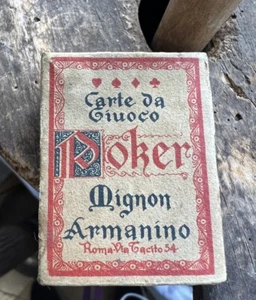 Carte da
Giuoco
Poker
Mignon
Armanino
Roma Via Tacito 54